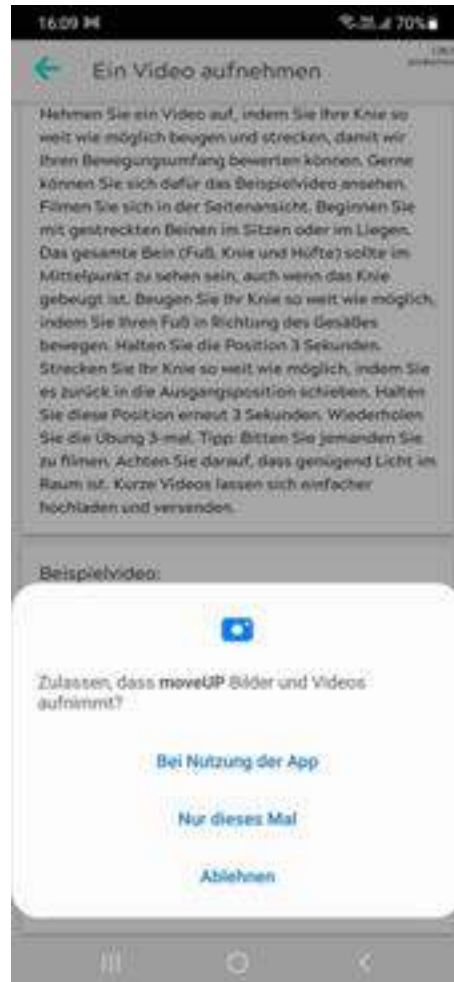 16:09
70%
Ein Video aufnehmen
Nehmen Sie ein Video auf, indem Sie Ihre Knie so
weit wie möglich beugen und strecken, damit wir
Ihren Bewegungsumfang bewerten können. Gerne
können Sie sich dafür das Beispielvideo ansehen.
Filmen Sie sich in der Seitenansicht. Beginnen Sie
mit gestreckten Beinen im Sitzen oder im Liegen.
Das gesamte Bein (Fuß, Knie und Hüfte) sollte im
Mittelpunkt zu sehen sein, auch wenn das Knie
gebeugt ist. Beugen Sie Ihr Knie so weit wie möglich,
indem Sie Ihren Fuß in Richtung des Gesäßes
bewegen. Halten Sie die Position 3 Sekunden.
Strecken Sie Ihr Knie so weit wie möglich, indem Sie
es zurück in die Ausgangsposition schieben. Halten
Sie diese Position erneut 3 Sekunden. Wiederholen
Sie die Übung 3-mal. Tipp: Bitten Sie jemanden Sie
zu filmen. Achten Sie darauf, dass genügend Licht im
Raum ist. Kurze Videos lassen sich einfacher
hochladen und versenden.
Beispielvideo:
Zulassen, dass moveUP Bilder und Videos
aufnimmt?
Bei Nutzung der App
Nur dieses Mal
Ablehnen